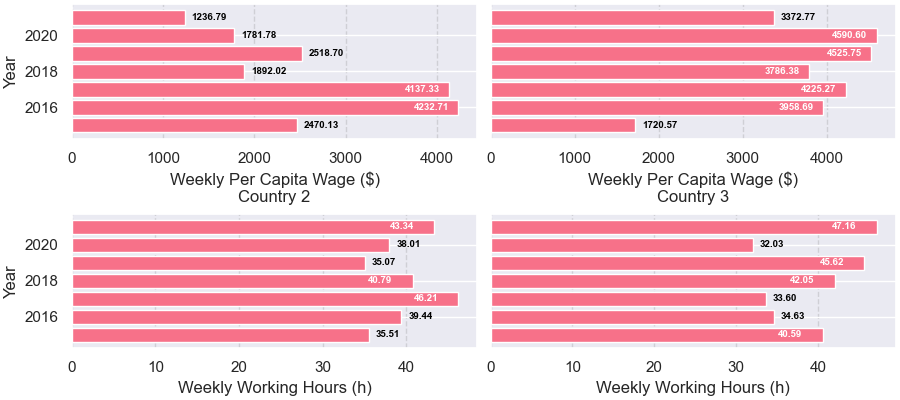 1236.79
2020 1781.78
2518.70
2018 1892.02
4137.33
2016 4232.71
2470.13
Year
0 1000 2000 3000 4000
Weekly Per Capita Wage ($)
3372.77
4590.60
4525.75
3786.38
4225.27
3958.69
1720.57
0 1000 2000 3000 4000
Weekly Per Capita Wage ($)
Country 2
43.34
2020 38.01
35.07
2018 40.79
46.21
2016 39.44
35.51
Year
0 10 20 30 40
Weekly Working Hours (h)
Country 3
47.16
32.03
45.62
42.05
33.60
34.63
40.59
0 10 20 30 40
Weekly Working Hours (h)